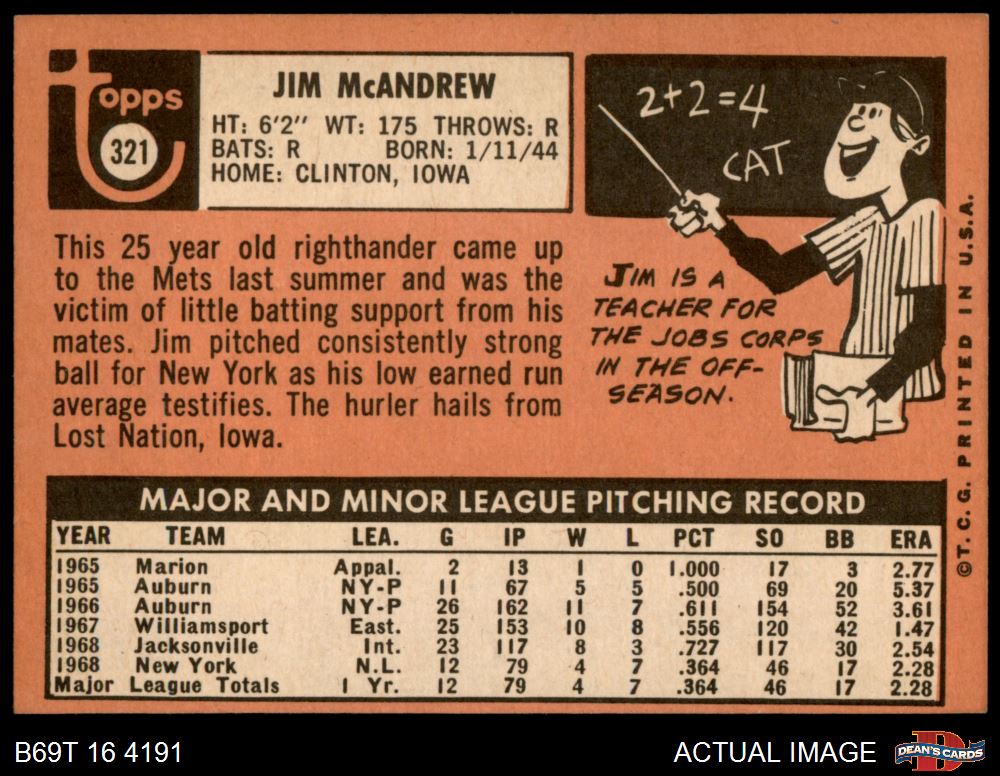 topps
321
JIM McANDREW
HT: 6'2" WT: 175 THROWS: R
BATS: R BORN: 1/11/44
HOME: CLINTON, IOWA
2+2=4
CAT
This 25 year old righthander came up
to the Mets last summer and was the
victim of little batting support from his
mates. Jim pitched consistently strong
ball for New York as his low earned run
average testifies. The hurler hails from
Lost Nation, Iowa.
JIM IS A
TEACHER FOR
THE JOBS CORPS
IN THE OFF-
SEASON.
©T.C.G. PRINTED IN U.S.A.
MAJOR AND MINOR LEAGUE PITCHING RECORD
YEAR TEAM LEA. G IP W L PCT SO BB ERA
1965 Marion Appal. 2 13 1 0 1.000 17 3 2.77
1965 Auburn NY-P 11 67 5 5 .500 69 20 5.37
1966 Auburn NY-P 26 162 11 7 .611 154 52 3.61
1967 Williamsport East. 25 153 10 8 .556 120 42 1.47
1968 Jacksonville Int. 23 117 8 3 .727 117 30 2.54
1968 New York N.L. 12 79 4 7 .364 46 17 2.28
Major League Totals 1 Yr. 12 79 4 7 .364 46 17 2.28
B69T 16 4191
ACTUAL IMAGE
D
DEAN'S CARDS